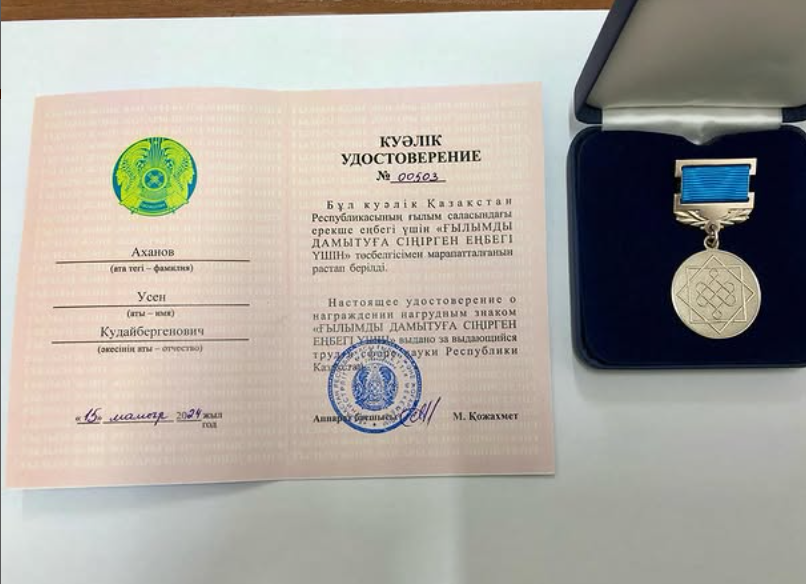 Аханов
(ата тегі – фамилия)
Усен
(аты – имя)
Кудайбергенович
(әкесінің аты – отчество)
«15» мамыр 2024 жыл
год
КУӘЛІК
УДОСТОВЕРЕНИЕ
№ 00503
Бұл куәлік Қазақстан
Республикасының ғылым саласындағы
ерекше еңбегі үшін «ҒЫЛЫМДЫ
ДАМЫТУҒА СІҢІРГЕН ЕҢБЕГІ
ҮШІН» төсбелгісімен марапатталғанын
растап берілді.
Настоящее удостоверение о
награждении нагрудным знаком
«ҒЫЛЫМДЫ ДАМЫТУҒА СІҢІРГЕН
ЕҢБЕГІ ҮШІН» выдано за выдающийся
труд в сфере науки Республики
Казахстан.
Аппарат басшысы М. Қожахмет